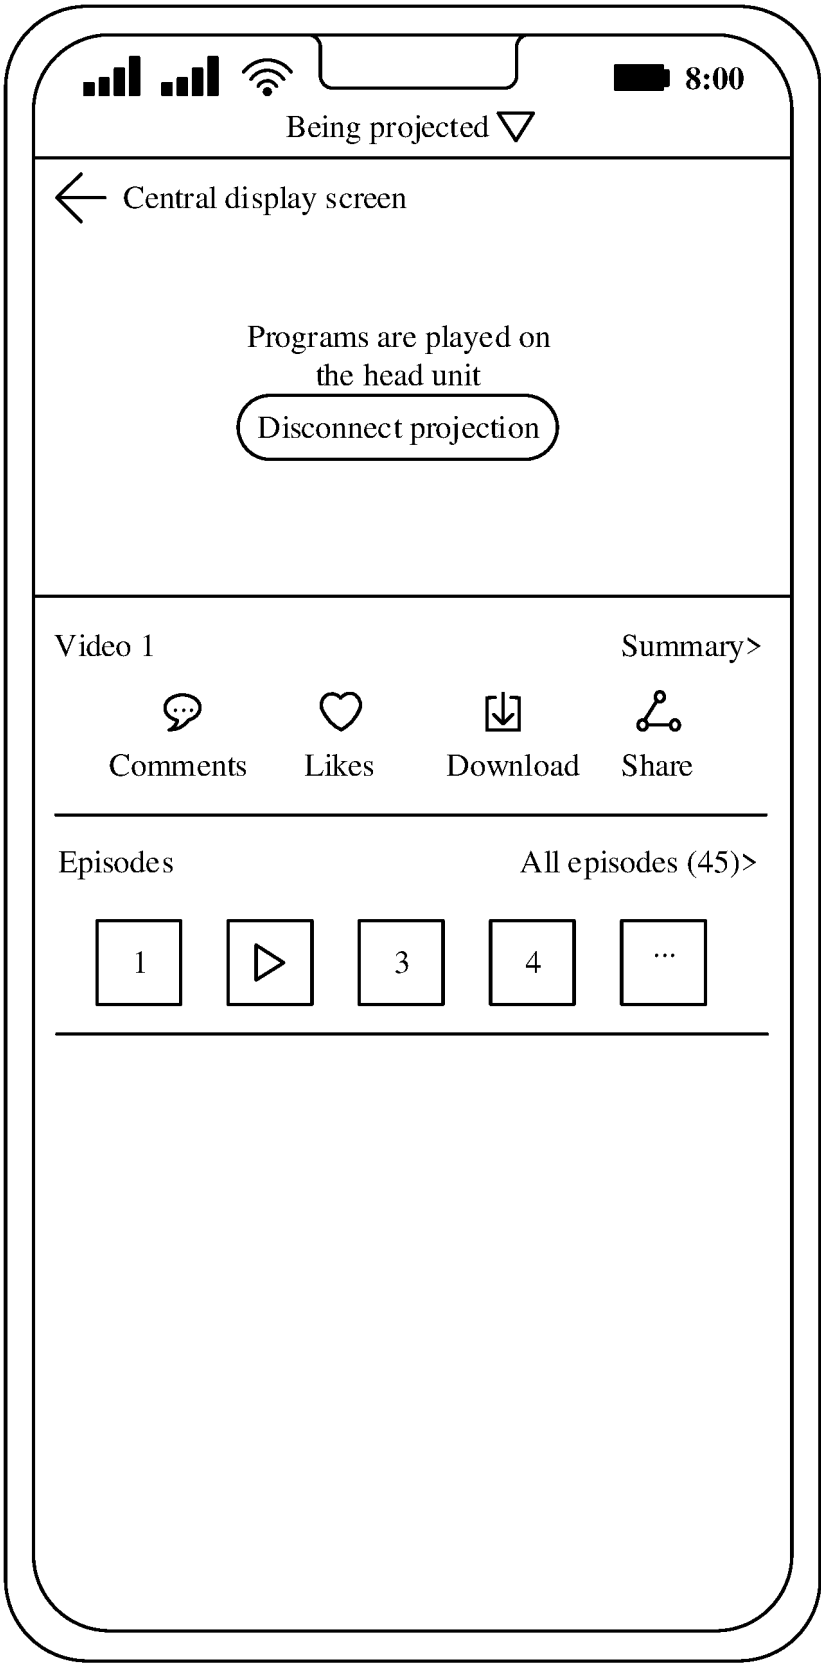 8:00
Being projected
Central display screen
Programs are played on
the head unit
Disconnect projection
Video 1
Summary>
Comments Likes Download Share
Episodes
All episodes (45)>
1 3 4 ...